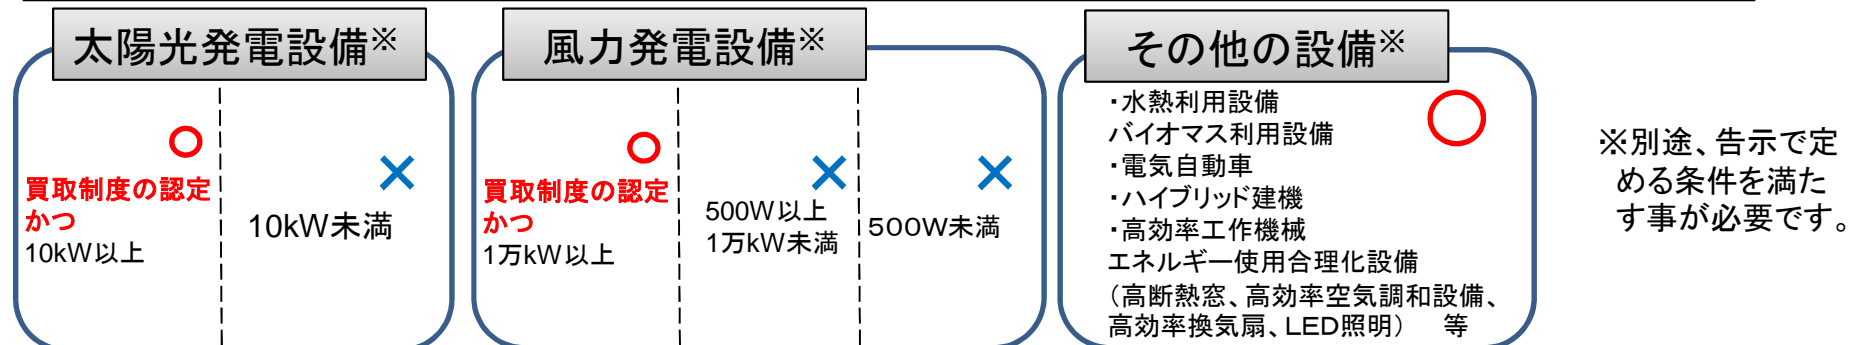 太陽光発電設備※
○
買取制度の認定
かつ
10kW以上
×
10kW未満
風力発電設備※
○
買取制度の認定
かつ
1万kW以上
×
500W以上
1万kW未満
×
500W未満
その他の設備※
○
・水熱利用設備
バイオマス利用設備
・電気自動車
・ハイブリッド建機
・高効率工作機械
エネルギー使用合理化設備
（高断熱窓、高効率空気調和設備、
高効率換気扇、LED照明）　等
※別途、告示で定
める条件を満た
す事が必要です。